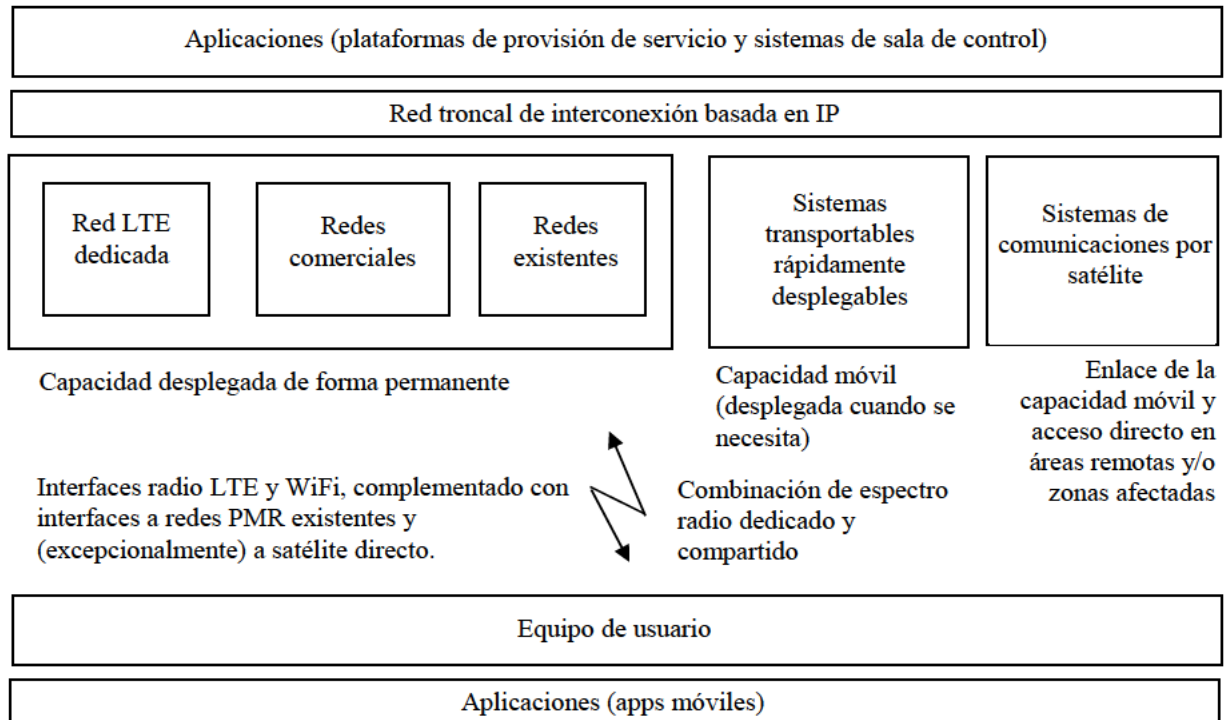 Aplicaciones (plataformas de provisión de servicio y sistemas de sala de control)
Red troncal de interconexión basada en IP
Red LTE
dedicada
Redes
comerciales
Redes
existentes
Sistemas
transportables
rápidamente
desplegables
Sistemas de
comunicaciones por
satélite
Capacidad desplegada de forma permanente
Capacidad móvil
(desplegada cuando se
necesita)
Enlace de la
capacidad móvil y
acceso directo en
áreas remotas y/o
zonas afectadas
Interfaces radio LTE y WiFi, complementado con
interfaces a redes PMR existentes y
(excepcionalmente) a satélite directo.
Combinación de espectro
radio dedicado y
compartido
Equipo de usuario
Aplicaciones (apps móviles)